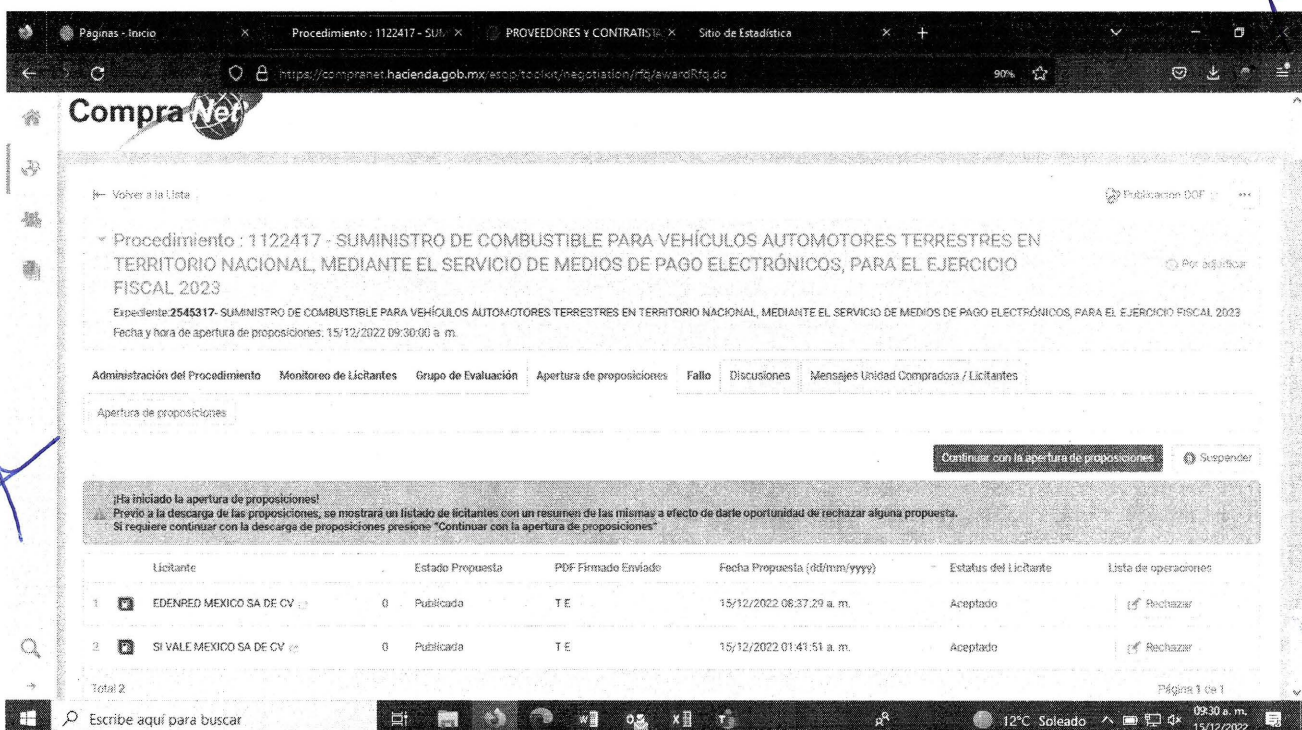 Páginas - Inicio × Procedimiento : 1122417 - SUM × PROVEEDORES Y CONTRATISTA × Sitio de Estadística × +
https://compranet.hacienda.gob.mx/esop/toolkit/negotiation/rfq/awardRfq.do 90%
CompraNet
Volver a la Lista Publicación DOF ...
Procedimiento : 1122417 - SUMINISTRO DE COMBUSTIBLE PARA VEHÍCULOS AUTOMOTORES TERRESTRES EN
TERRITORIO NACIONAL, MEDIANTE EL SERVICIO DE MEDIOS DE PAGO ELECTRÓNICOS, PARA EL EJERCICIO Por adjudicar
FISCAL 2023
Expediente:2545317- SUMINISTRO DE COMBUSTIBLE PARA VEHÍCULOS AUTOMOTORES TERRESTRES EN TERRITORIO NACIONAL, MEDIANTE EL SERVICIO DE MEDIOS DE PAGO ELECTRÓNICOS, PARA EL EJERCICIO FISCAL 2023
Fecha y hora de apertura de proposiciones: 15/12/2022 09:30:00 a. m.
Administración del Procedimiento Monitoreo de Licitantes Grupo de Evaluación Apertura de proposiciones Fallo Discusiones Mensajes Unidad Compradora / Licitantes
Apertura de proposiciones
Continuar con la apertura de proposiciones Suspender
¡Ha iniciado la apertura de proposiciones!
Previo a la descarga de las proposiciones, se mostrará un listado de licitantes con un resumen de las mismas a efecto de darle oportunidad de rechazar alguna propuesta.
Si requiere continuar con la descarga de proposiciones presione "Continuar con la apertura de proposiciones"
Licitante Estado Propuesta PDF Firmado Enviado Fecha Propuesta (dd/mm/yyyy) Estatus del Licitante Lista de operaciones
1 EDENRED MEXICO SA DE CV 0 Publicada T E 15/12/2022 08:37:29 a. m. Aceptado Rechazar
2 SI VALE MEXICO SA DE CV 0 Publicada T E 15/12/2022 01:41:51 a. m. Aceptado Rechazar
Total 2 Página 1 de 1
Escribe aquí para buscar 12°C Soleado 09:30 a. m.
15/12/2022